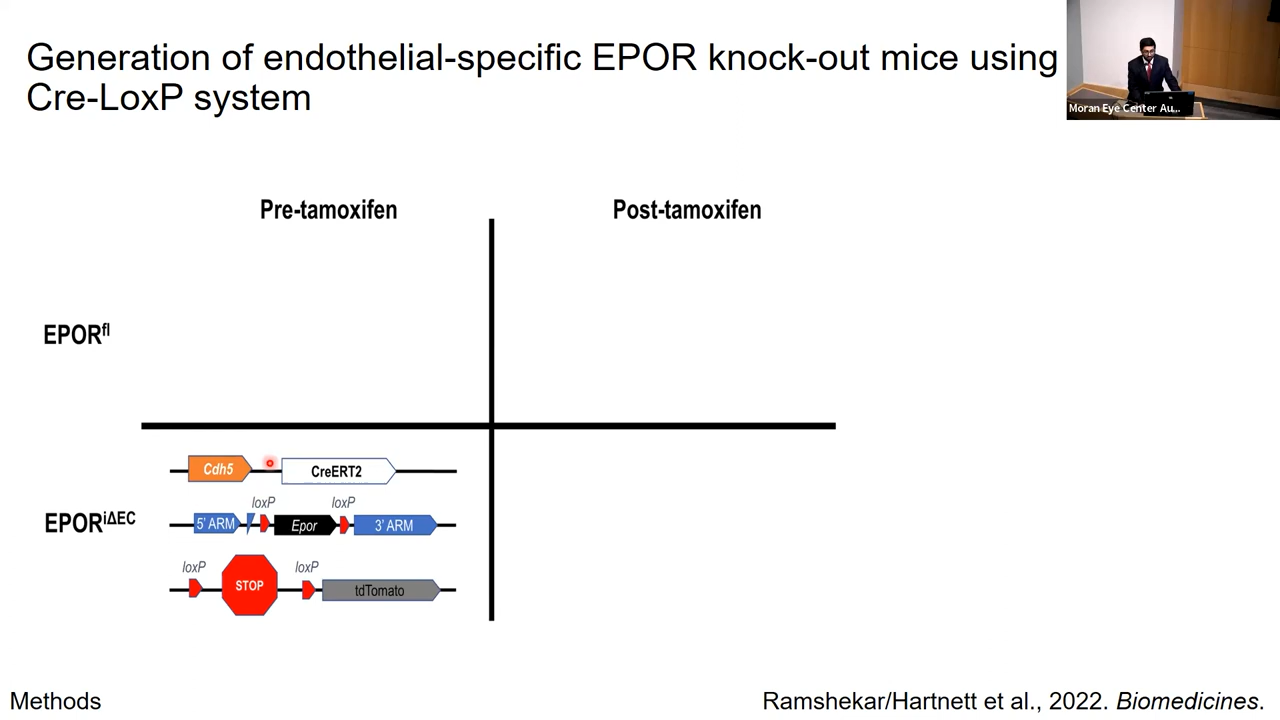 Generation of endothelial-specific EPOR knock-out mice using
Cre-LoxP system
Moran Eye Center Au...
Pre-tamoxifen
Post-tamoxifen
EPORfl
Cdh5
CreERT2
loxP
loxP
EPORiΔEC
5' ARM
Epor
3' ARM
loxP
loxP
STOP
tdTomato
Methods
Ramshekar/Hartnett et al., 2022. Biomedicines.